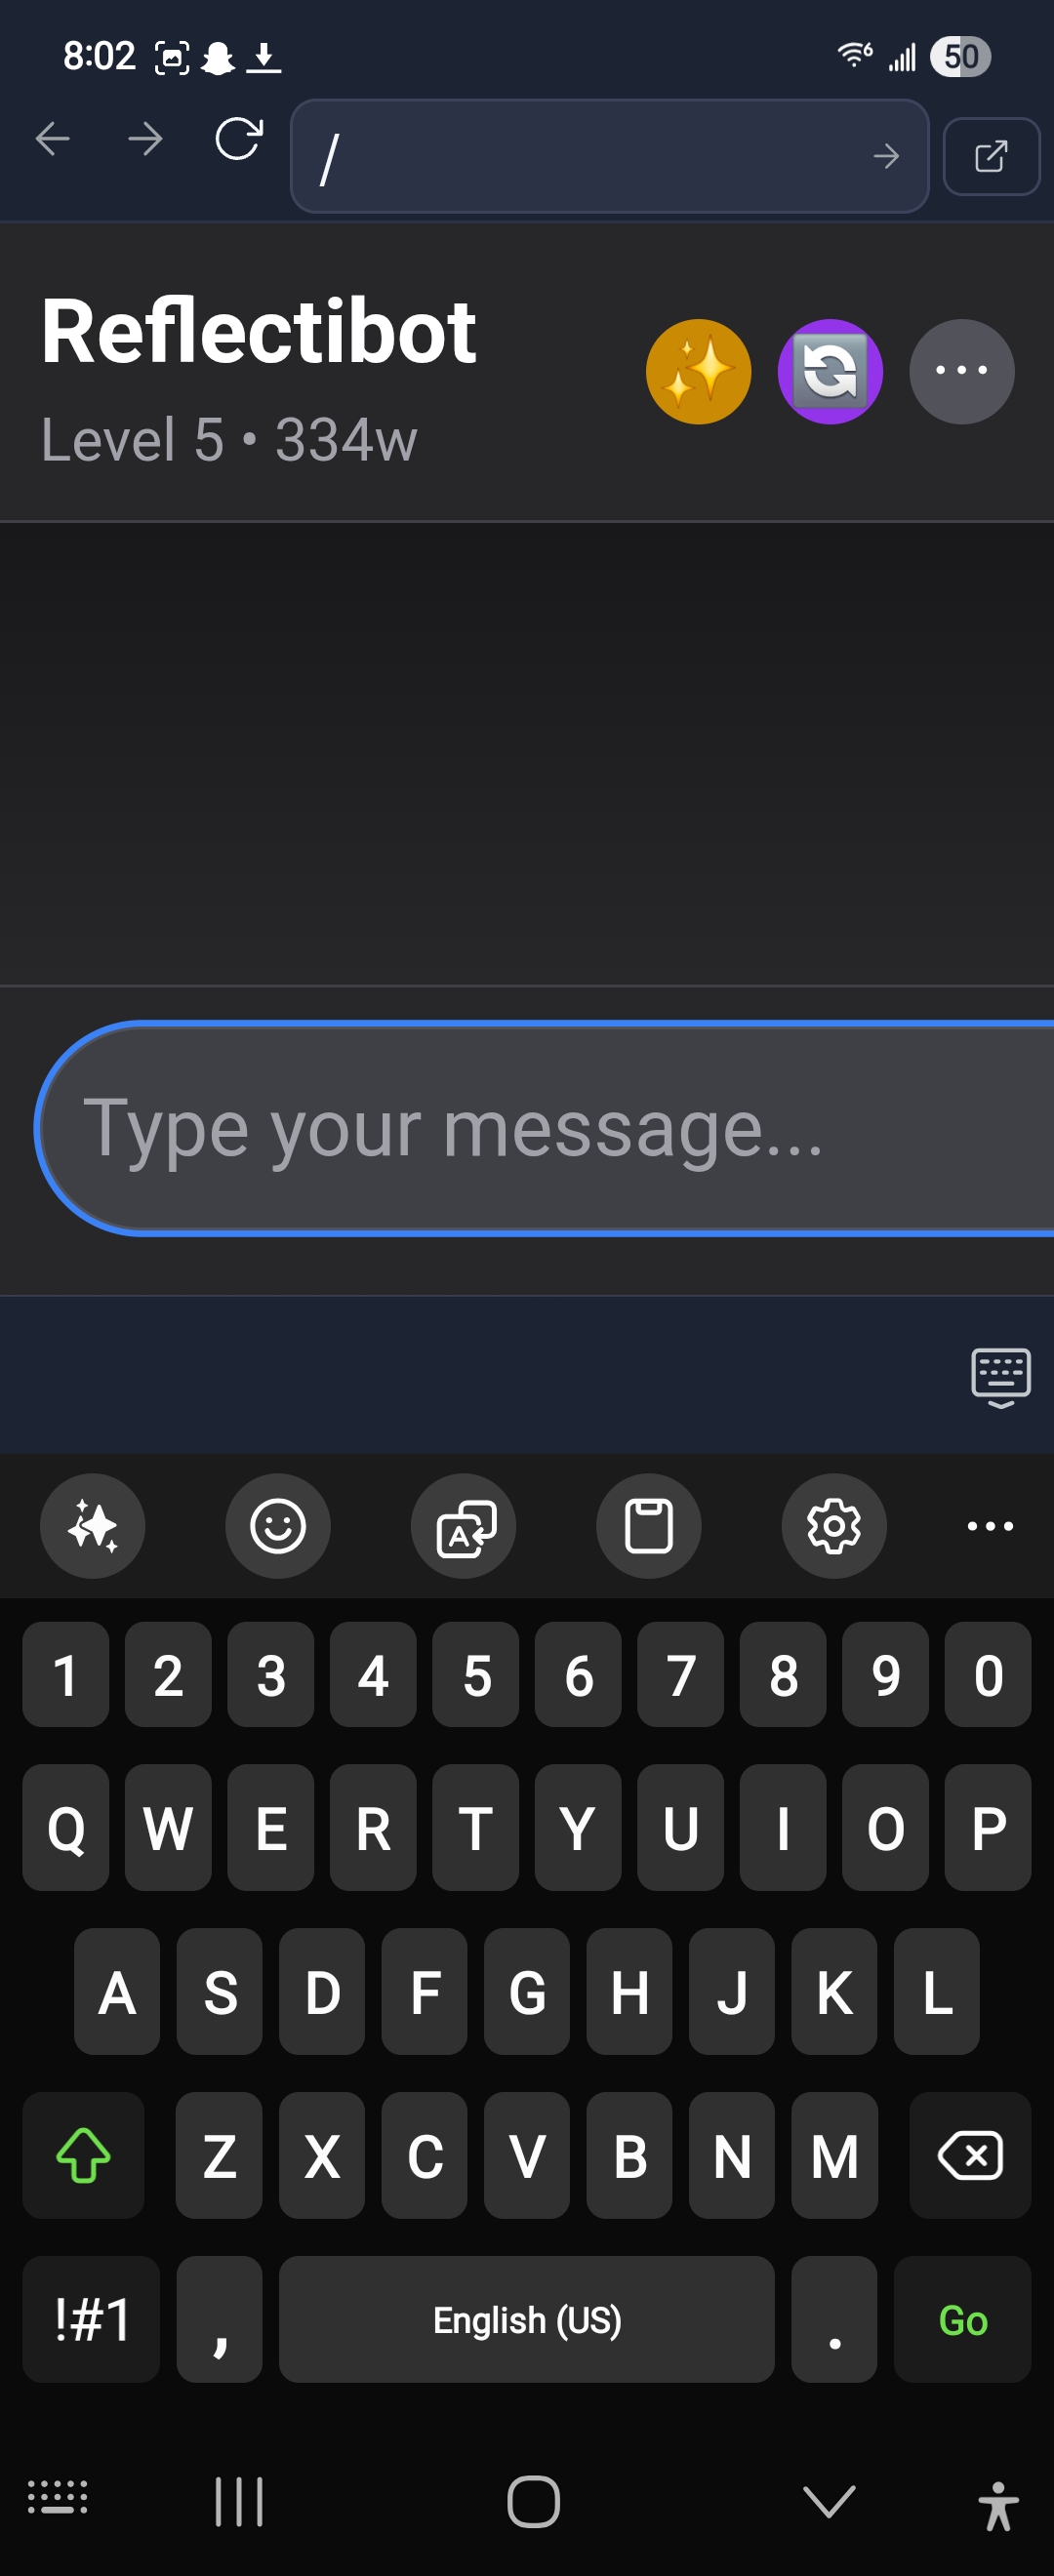 8:02
6
50
/
Reflectibot
Level 5 • 334w
Type your message...
1 2 3 4 5 6 7 8 9 0
Q W E R T Y U I O P
A S D F G H J K L
Z X C V B N M
!#1 , English (US) . Go